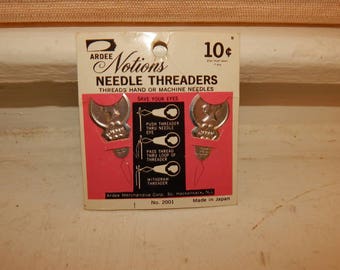 ARDEE
Notions
10¢
NEEDLE THREADERS
THREADS HAND OR MACHINE NEEDLES
SAVE YOUR EYES
PUSH THREADER
THRU NEEDLE
EYE
PASS THREAD
THRU LOOP OF
THREADER
WITHDRAW
THREADER
Ardee Merchandise Corp. So. Hackensack, N.J.
No. 2001
Made in Japan